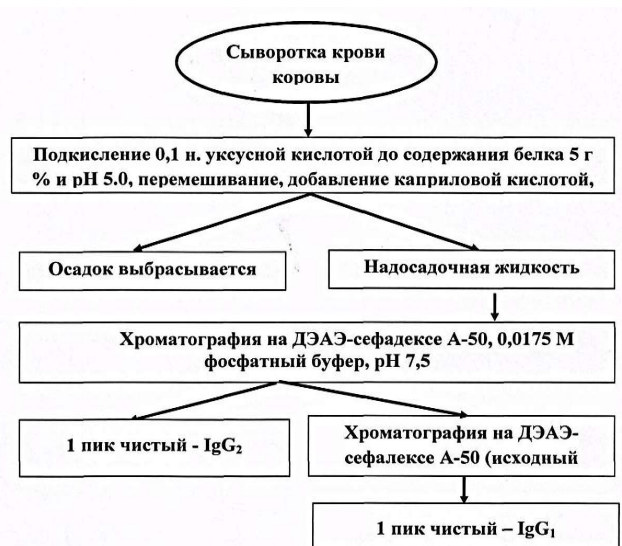 Сыворотка крови
коровы
Подкисление 0,1 н. уксусной кислотой до содержания белка 5 г
% и pH 5.0, перемешивание, добавление каприловой кислотой,
Осадок выбрасывается
Надосадочная жидкость
Хроматография на ДЭАЭ-сефадексе А-50, 0,0175 М
фосфатный буфер, pH 7,5
1 пик чистый - IgG₂
Хроматография на ДЭАЭ-
сефалексе А-50 (исходный
1 пик чистый – IgG₁